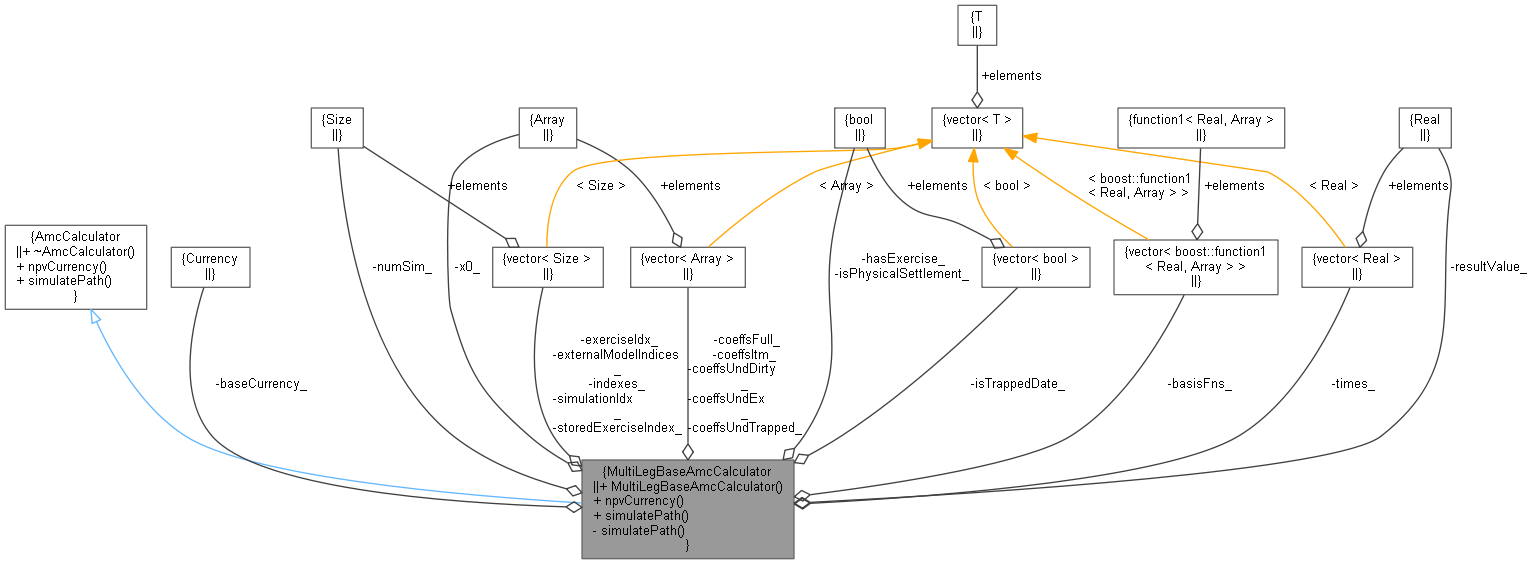 {T
||}
+elements
{Size
||}
{Array
||}
{bool
||}
{vector< T >
||}
{function1< Real, Array >
||}
{Real
||}
+elements
< Size >
+elements
< Array >
+elements
< bool >
< boost::function1
< Real, Array > >
+elements
< Real >
+elements
{AmcCalculator
||+ ~AmcCalculator()
+ npvCurrency()
+ simulatePath()
}
{Currency
||}
-numSim_
-x0_
{vector< Size >
||}
{vector< Array >
||}
-hasExercise_
-isPhysicalSettlement_
{vector< bool >
||}
{vector< boost::function1
< Real, Array > >
||}
{vector< Real >
||}
-resultValue_
-baseCurrency_
-exerciseIdx_
-externalModelIndices
_
-indexes_
-simulationIdx
_
-storedExerciseIndex_
-coeffsFull_
-coeffsItm_
-coeffsUndDirty
_
-coeffsUndEx
_
-coeffsUndTrapped_
-isTrappedDate_
-basisFns_
-times_
{MultiLegBaseAmcCalculator
||+ MultiLegBaseAmcCalculator()
+ npvCurrency()
+ simulatePath()
- simulatePath()
}